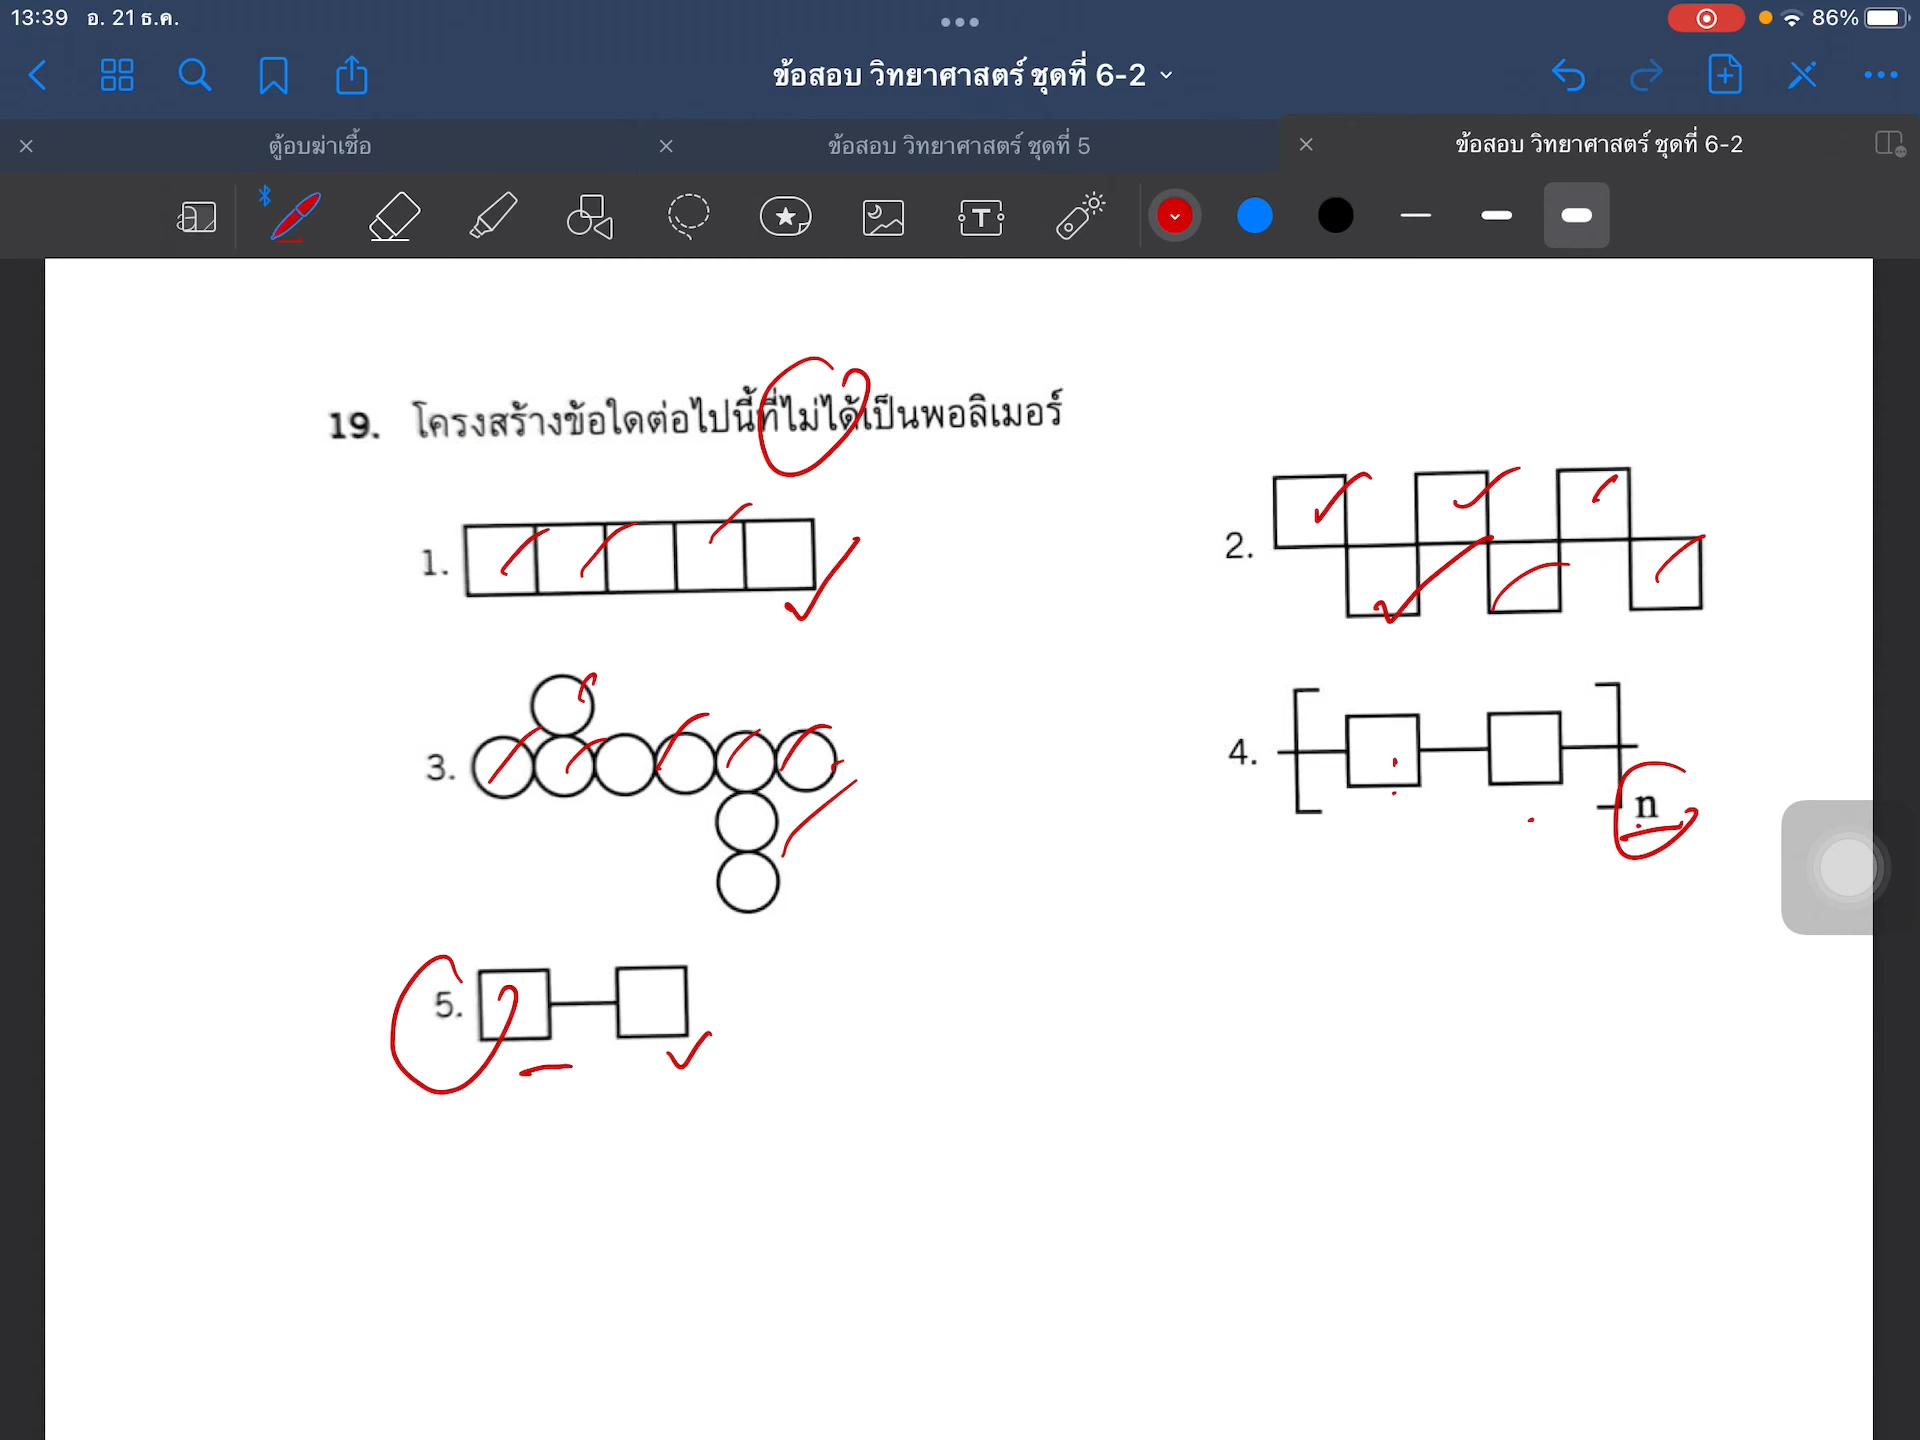 13:39 อ. 21 ธ.ค.
86%
ข้อสอบ วิทยาศาสตร์ ชุดที่ 6-2
ตู้อบฆ่าเชื้อ
ข้อสอบ วิทยาศาสตร์ ชุดที่ 5
ข้อสอบ วิทยาศาสตร์ ชุดที่ 6-2
19. โครงสร้างข้อใดต่อไปนี้ที่ไม่ได้เป็นพอลิเมอร์
1.
2.
3.
4.
n
5.